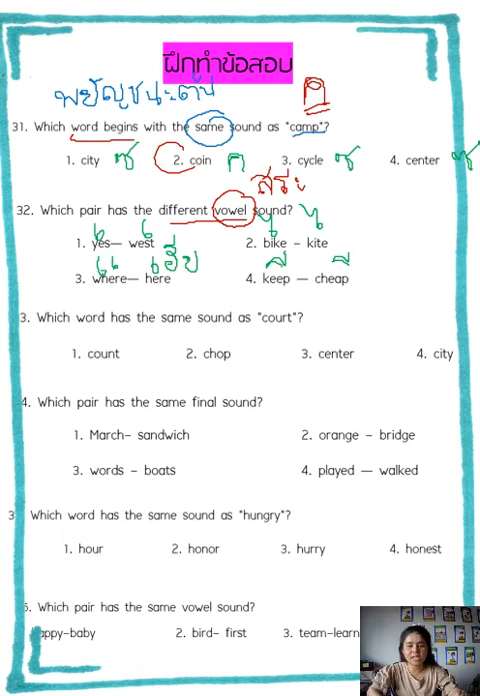 ฝึกทำข้อสอบ
พยัญชนะต้น ค
31. Which word begins with the same sound as "camp"?
1. city ซ 2. coin ค 3. cycle ซ 4. center ซ
สระ
32. Which pair has the different vowel sound?
1. yes— west 2. bike - kite
3. where— here 4. keep — cheap
3. Which word has the same sound as "court"?
1. count 2. chop 3. center 4. city
4. Which pair has the same final sound?
1. March- sandwich 2. orange - bridge
3. words - boats 4. played — walked
3 Which word has the same sound as "hungry"?
1. hour 2. honor 3. hurry 4. honest
. Which pair has the same vowel sound?
appy-baby 2. bird- first 3. team-learn